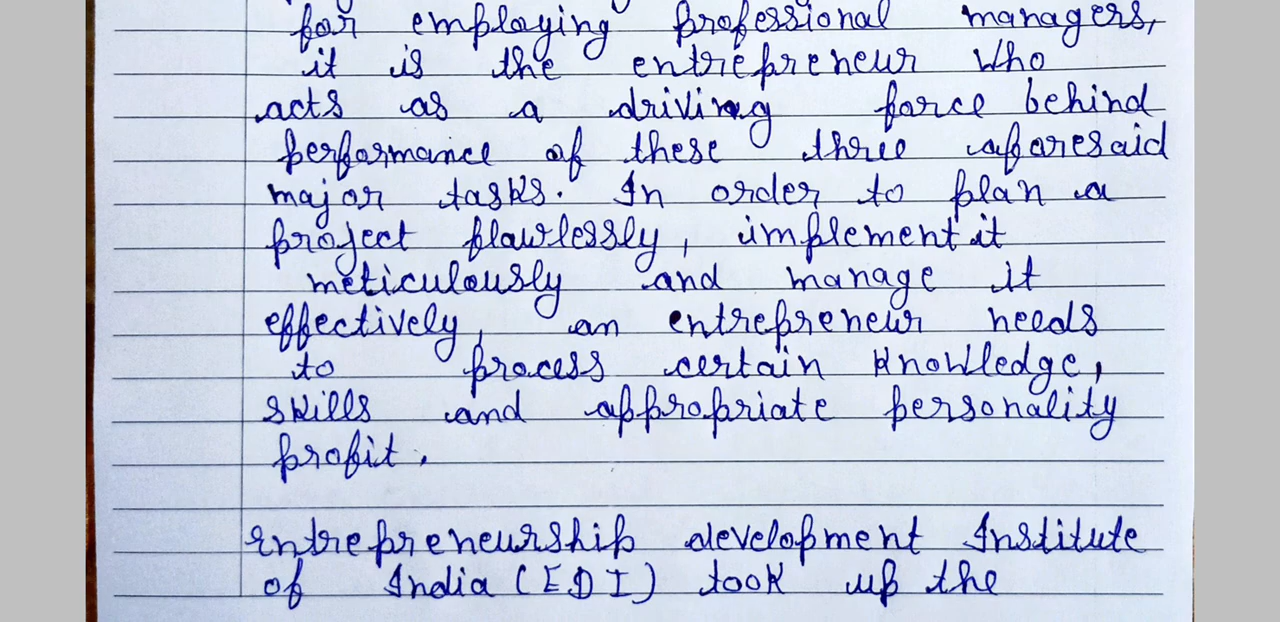 for employing professional managers,
it is the entrepreneur who
acts as a driving force behind
performance of these three aforesaid
major tasks. In order to plan a
project flawlessly, implement it
meticulously and manage it
effectively, an entrepreneur needs
to process certain knowledge,
skills and appropriate personality
profit.
entrepreneurship development Institute
of India (EDI) took up the